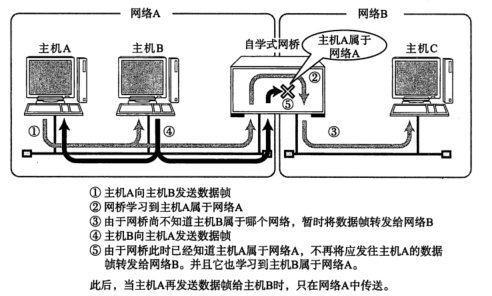 网络A
网络B
主机A
主机B
自学式网桥
主机A属于
网络A
主机C
②
⑤
①
④
③
① 主机A向主机B发送数据帧
② 网桥学习到主机A属于网络A
③ 由于网桥尚不知道主机B属于哪个网络，暂时将数据帧转发给网络B
④ 主机B向主机A发送数据帧
⑤ 由于网桥此时已经知道主机A属于网络A，不再将应发往主机A的数据
帧转发给网络B。并且它也学习到主机B属于网络A。
此后，当主机A再发送数据帧给主机B时，只在网络A中传送。